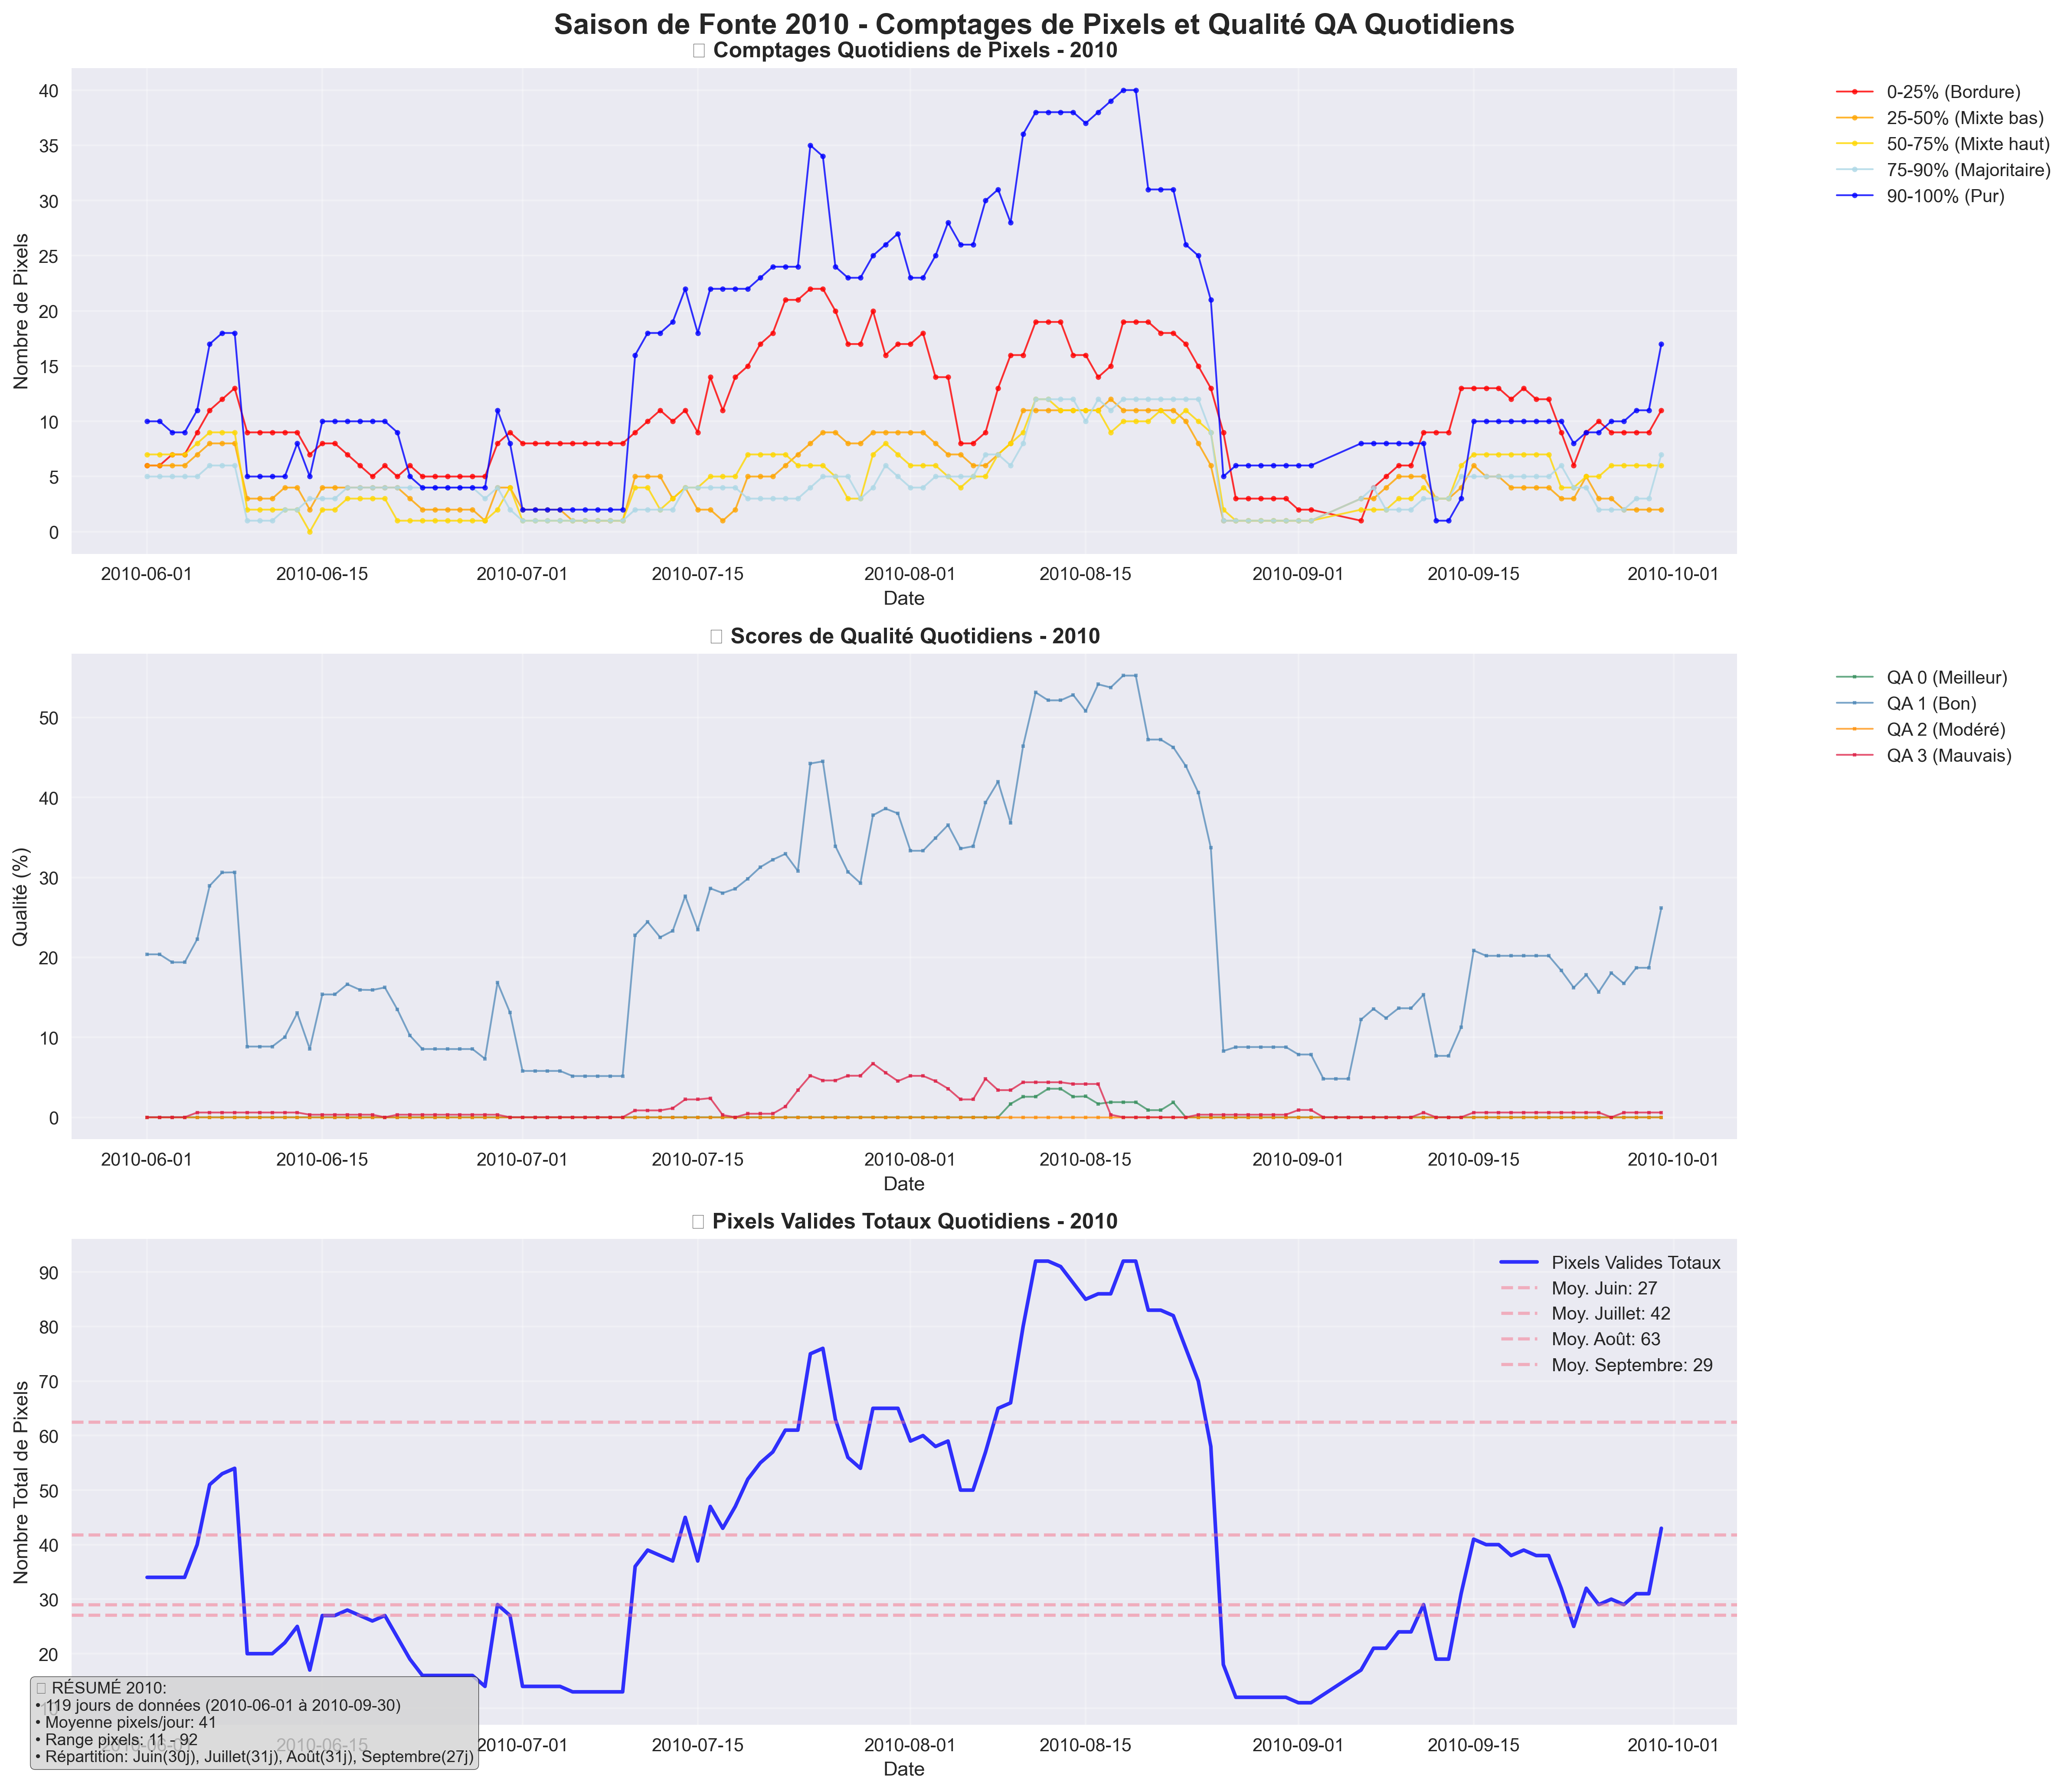 Saison de Fonte 2010 - Comptages de Pixels et Qualité QA Quotidiens
Comptages Quotidiens de Pixels - 2010
Nombre de Pixels
40
35
30
25
20
15
10
5
0
2010-06-01 2010-06-15 2010-07-01 2010-07-15 2010-08-01 2010-08-15 2010-09-01 2010-09-15 2010-10-01
Date
0-25% (Bordure)
25-50% (Mixte bas)
50-75% (Mixte haut)
75-90% (Majoritaire)
90-100% (Pur)
Scores de Qualité Quotidiens - 2010
Qualité (%)
50
40
30
20
10
0
2010-06-01 2010-06-15 2010-07-01 2010-07-15 2010-08-01 2010-08-15 2010-09-01 2010-09-15 2010-10-01
Date
QA 0 (Meilleur)
QA 1 (Bon)
QA 2 (Modéré)
QA 3 (Mauvais)
Pixels Valides Totaux Quotidiens - 2010
Nombre Total de Pixels
90
80
70
60
50
40
30
20
10
Pixels Valides Totaux
Moy. Juin: 27
Moy. Juillet: 42
Moy. Août: 63
Moy. Septembre: 29
RÉSUMÉ 2010:
• 119 jours de données (2010-06-01 à 2010-09-30)
• Moyenne pixels/jour: 41
• Range pixels: 11 - 92
• Répartition: Juin(30j), Juillet(31j), Août(31j), Septembre(27j)
2010-06-01 2010-06-15 2010-07-01 2010-07-15 2010-08-01 2010-08-15 2010-09-01 2010-09-15 2010-10-01
Date